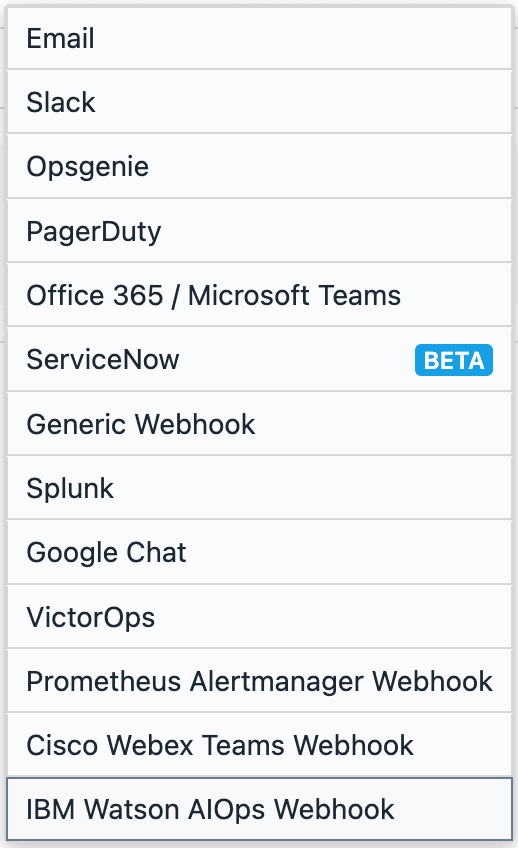 Email
Slack
Opsgenie
PagerDuty
Office 365 / Microsoft Teams
ServiceNow BETA
Generic Webhook
Splunk
Google Chat
VictorOps
Prometheus Alertmanager Webhook
Cisco Webex Teams Webhook
IBM Watson AIOps Webhook